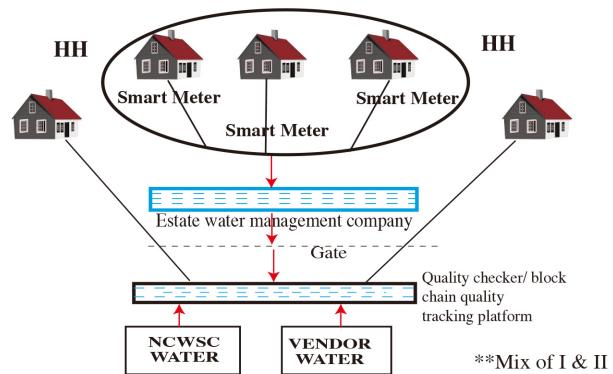 HH
HH
Smart Meter
Smart Meter
Smart Meter
Estate water management company
Gate
Quality checker/ block
chain quality
tracking platform
NCWSC
WATER
VENDOR
WATER
**Mix of I & II